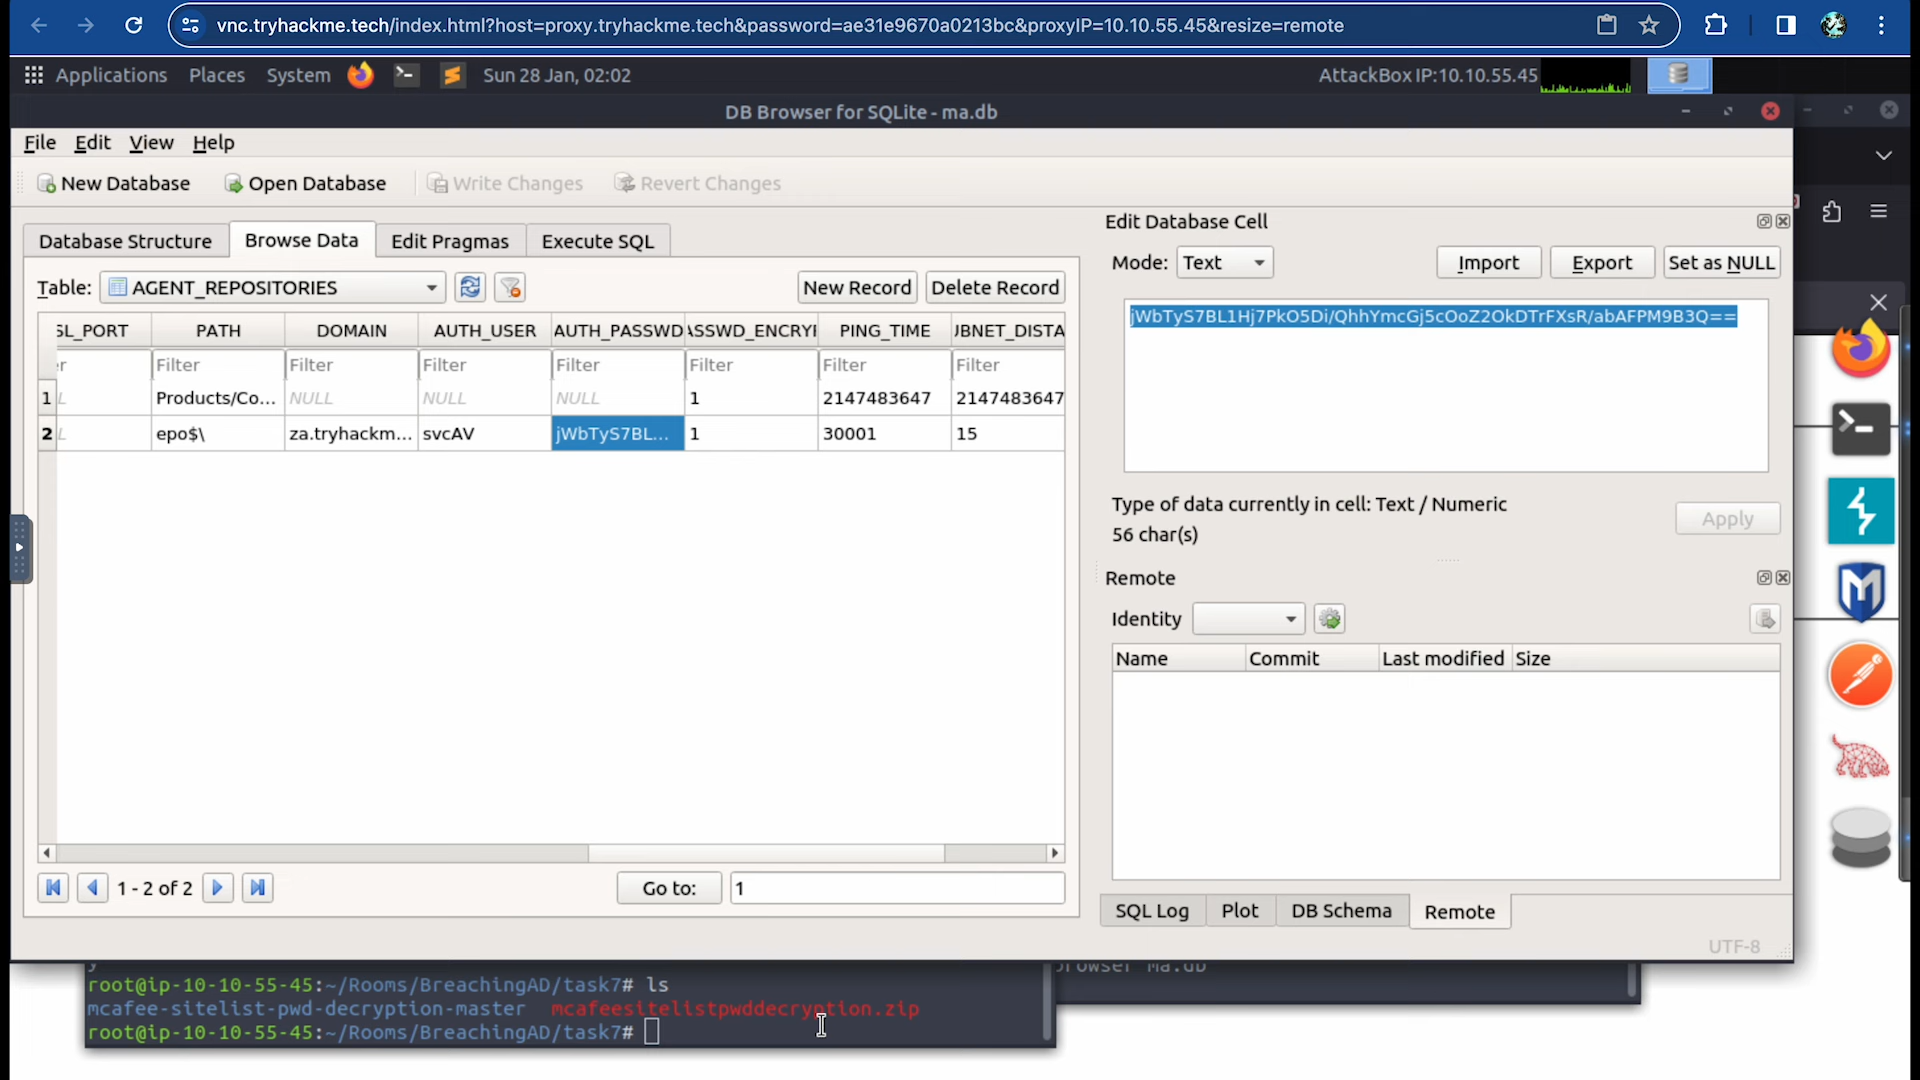 vnc.tryhackme.tech/index.html?host=proxy.tryhackme.tech&password=ae31e9670a0213bc&proxyIP=10.10.55.45&resize=remote
Applications Places System Sun 28 Jan, 02:02 AttackBox IP:10.10.55.45
DB Browser for SQLite - ma.db
File Edit View Help
New Database Open Database Write Changes Revert Changes
Edit Database Cell
Database Structure Browse Data Edit Pragmas Execute SQL
Mode: Text Import Export Set as NULL
Table: AGENT_REPOSITORIES New Record Delete Record
jWbTyS7BL1Hj7PkO5Di/QhhYmcGj5cOoZ2OkDTrFXsR/abAFPM9B3Q==
SL_PORT PATH DOMAIN AUTH_USER AUTH_PASSWD ASSWD_ENCRYP PING_TIME JBNET_DISTA
Filter Filter Filter Filter Filter Filter Filter
1 L Products/Co... NULL NULL NULL 1 2147483647 2147483647
2 L epo$\ za.tryhackm... svcAV jWbTyS7BL... 1 30001 15
Type of data currently in cell: Text / Numeric
56 char(s)
Apply
Remote
Identity
Name Commit Last modified Size
1 - 2 of 2 Go to: 1
SQL Log Plot DB Schema Remote
UTF-8
browser ma.db
root@ip-10-10-55-45:~/Rooms/BreachingAD/task7# ls
mcafee-sitelist-pwd-decryption-master mcafeesitelistpwddecryption.zip
root@ip-10-10-55-45:~/Rooms/BreachingAD/task7#